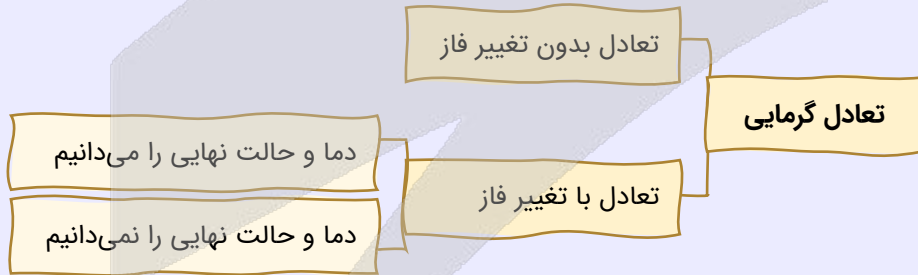 تعادل گرمایی
تعادل بدون تغییر فاز
تعادل با تغییر فاز
دما و حالت نهایی را می‌دانیم
دما و حالت نهایی را نمی‌دانیم